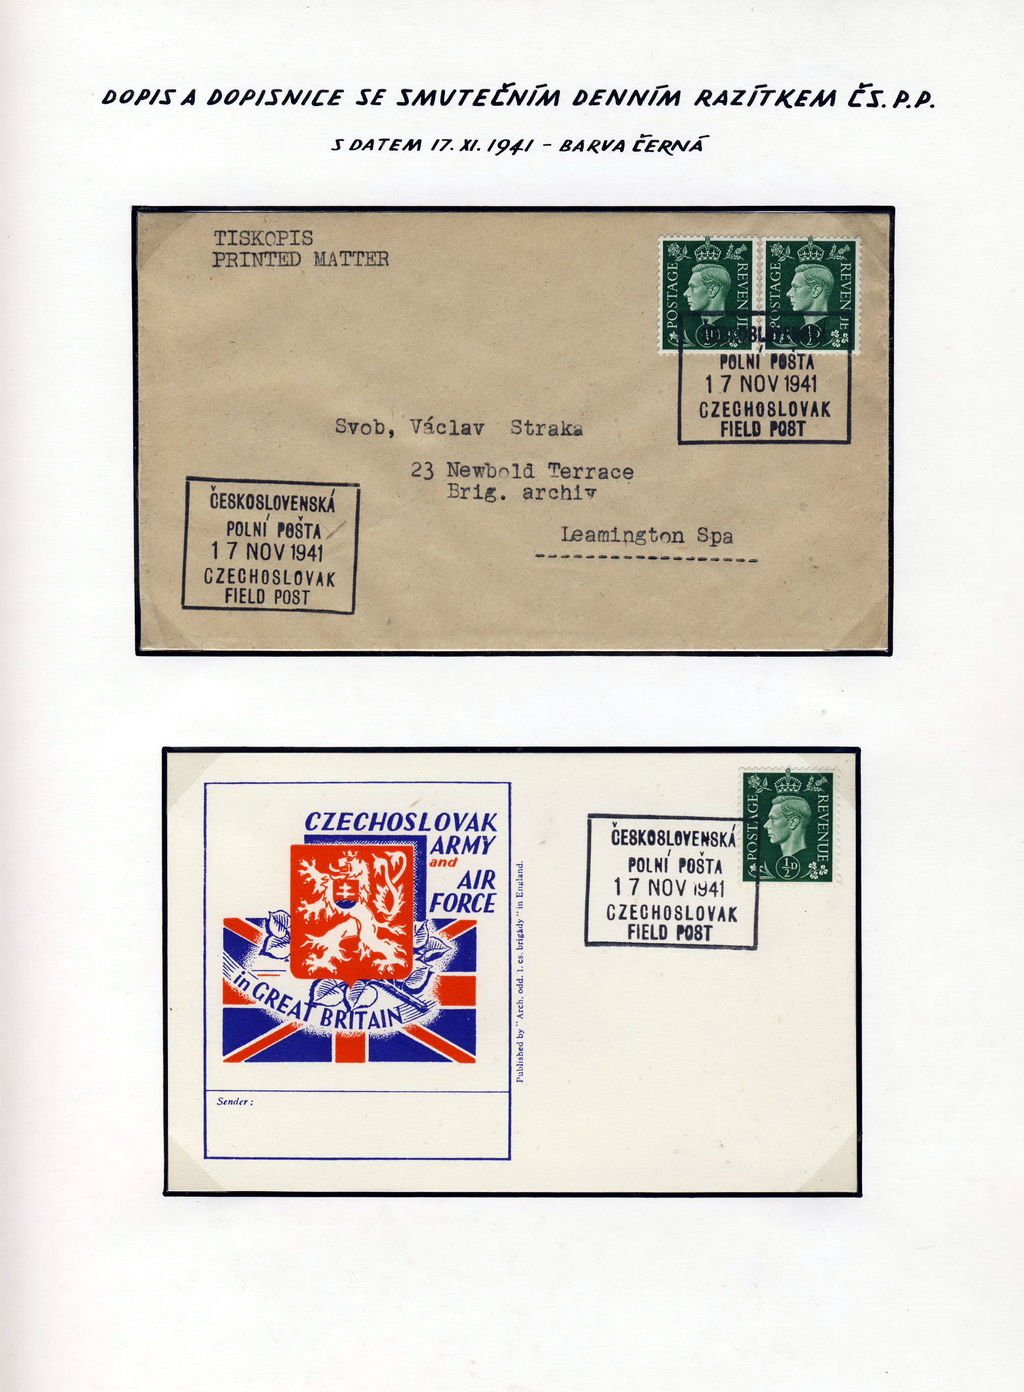 DOPIS A DOPISNICE SE SMUTEČNÍM DENNÍM RAZÍTKEM ČS. P.P.
S DATEM 17. XI. 1941 - BARVA ČERNÁ
TISKOPIS
PRINTED MATTER
POSTAGE REVENUE
POSTAGE REVENUE
POLNÍ POŠTA
17 NOV 1941
CZECHOSLOVAK
FIELD POST
Svob, Václav Straka
23 Newbold Terrace
Brig. archiv
Leamington Spa
ČESKOSLOVENSKÁ
POLNÍ POŠTA
17 NOV 1941
CZECHOSLOVAK
FIELD POST
CZECHOSLOVAK
ARMY
and
AIR
FORCE
in GREAT BRITAIN
Sender:
Published by "Arch. odd. 1. čs. brigády" in England.
POSTAGE REVENUE
½D
ČESKOSLOVENSKÁ
POLNÍ POŠTA
17 NOV 1941
CZECHOSLOVAK
FIELD POST